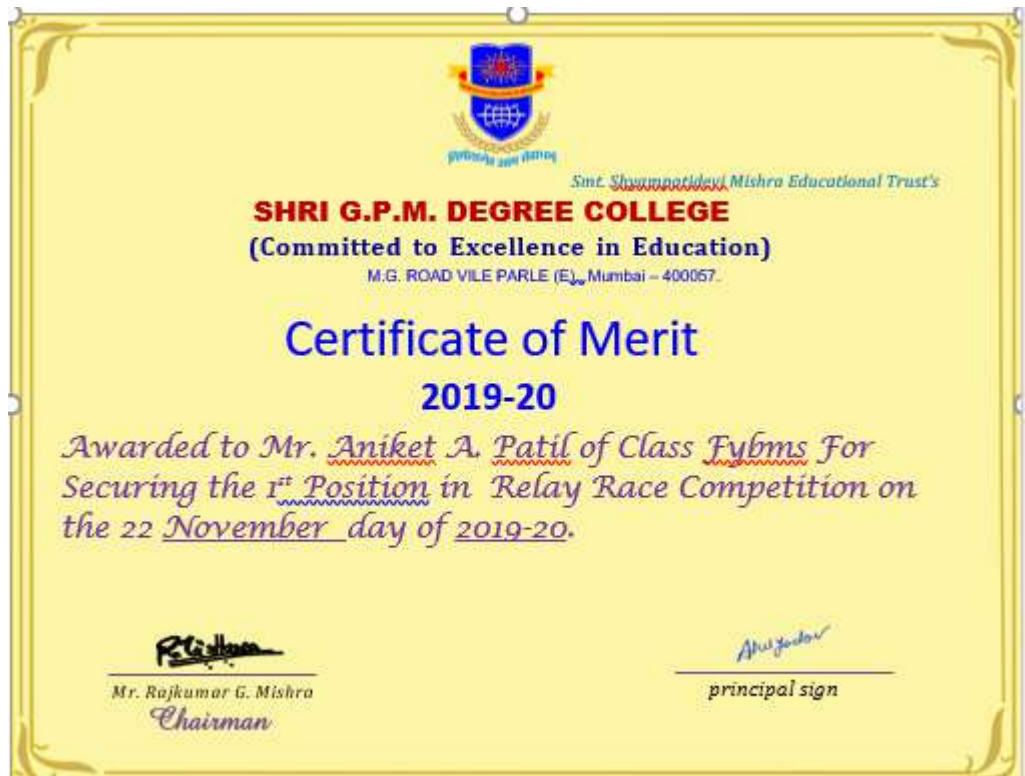 Smt. Shyampatidevi Mishra Educational Trust's
SHRI G.P.M. DEGREE COLLEGE
(Committed to Excellence in Education)
M.G. ROAD VILE PARLE (E)., Mumbai – 400057.
Certificate of Merit
2019-20
Awarded to Mr. Aniket A. Patil of Class Fybms For
Securing the 1st Position in Relay Race Competition on
the 22 November day of 2019-20.
Mr. Rajkumar G. Mishra
Chairman
principal sign